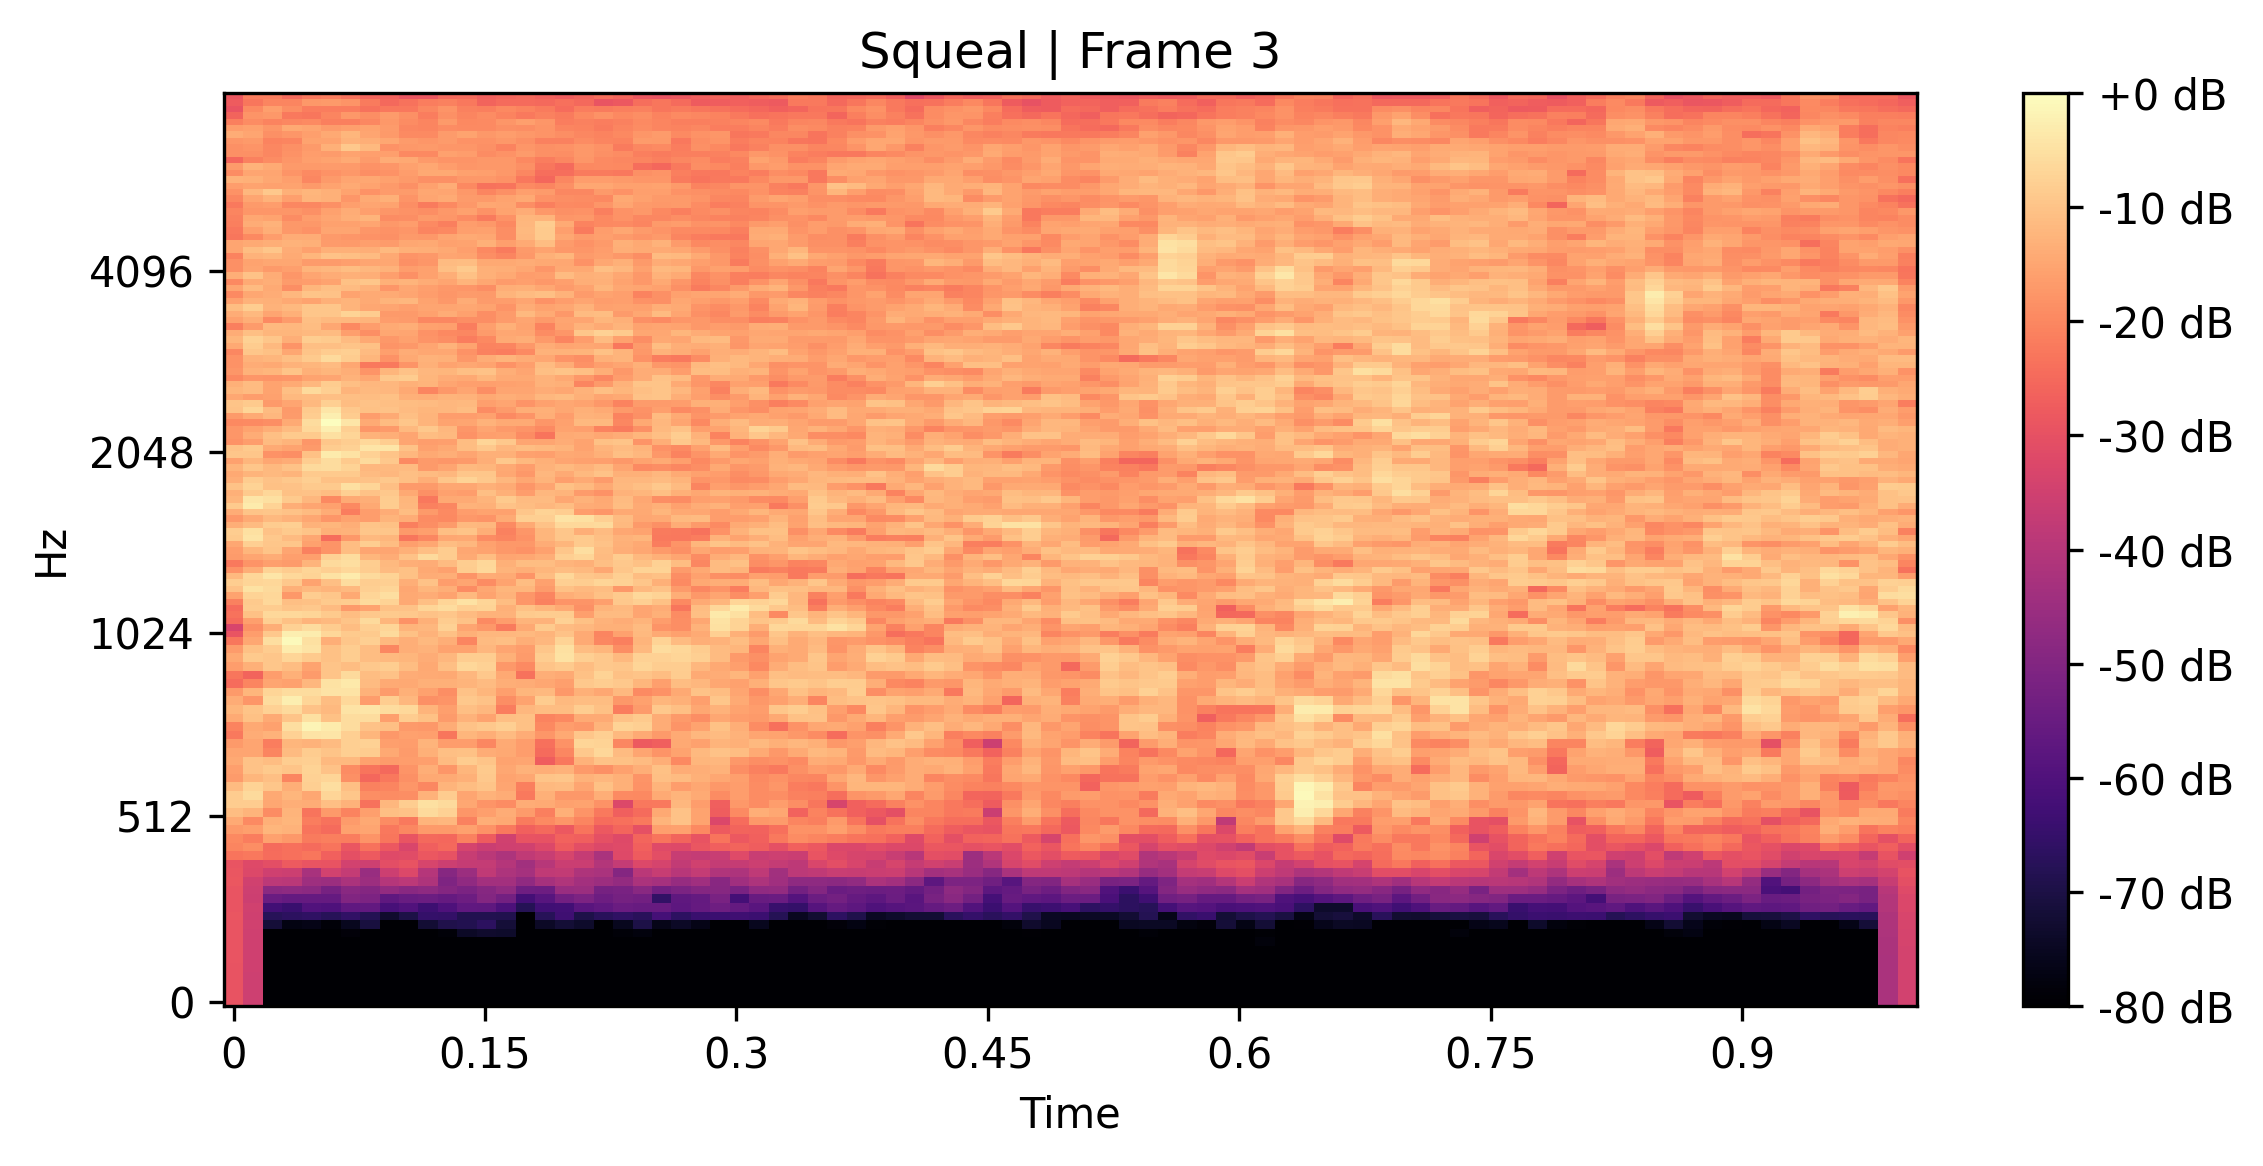 Squeal | Frame 3
Hz
4096
2048
1024
512
0
0 0.15 0.3 0.45 0.6 0.75 0.9
Time
+0 dB
-10 dB
-20 dB
-30 dB
-40 dB
-50 dB
-60 dB
-70 dB
-80 dB